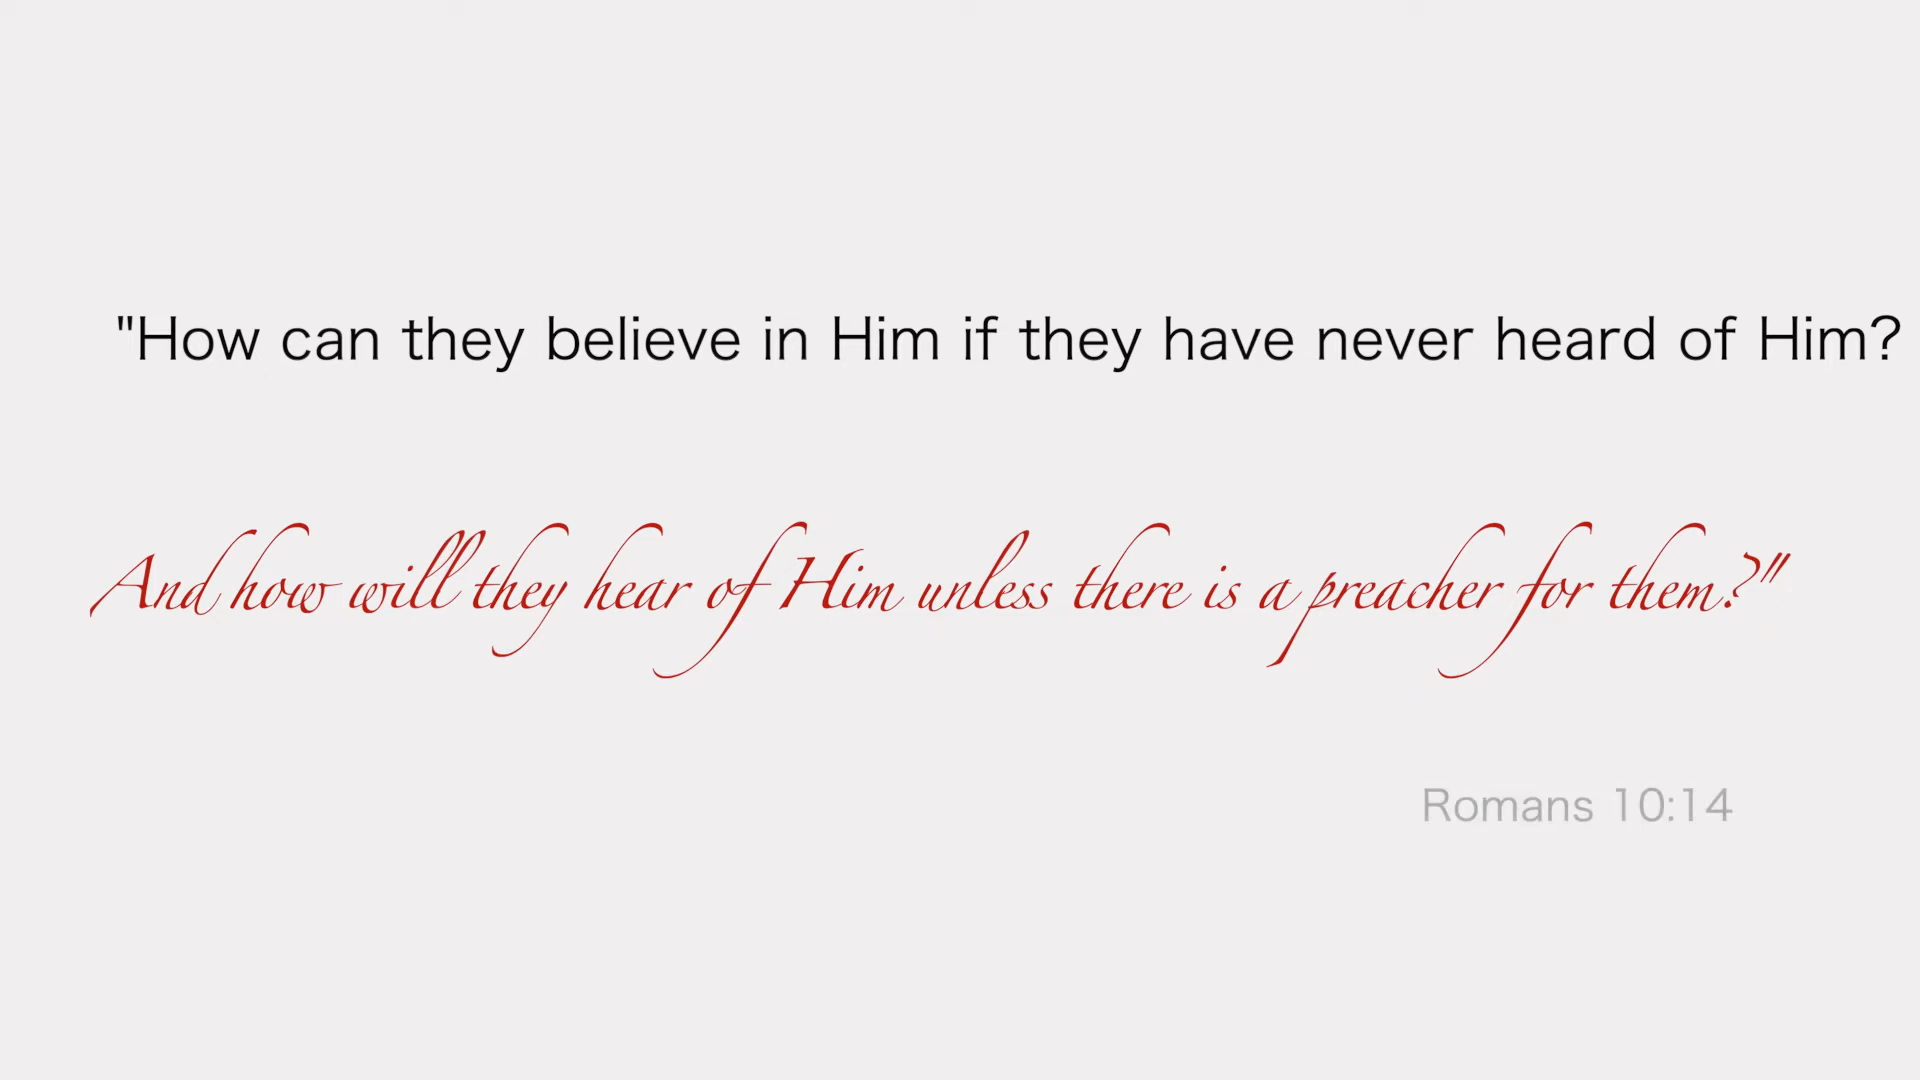 "How can they believe in Him if they have never heard of Him?
And how will they hear of Him unless there is a preacher for them?"
Romans 10:14